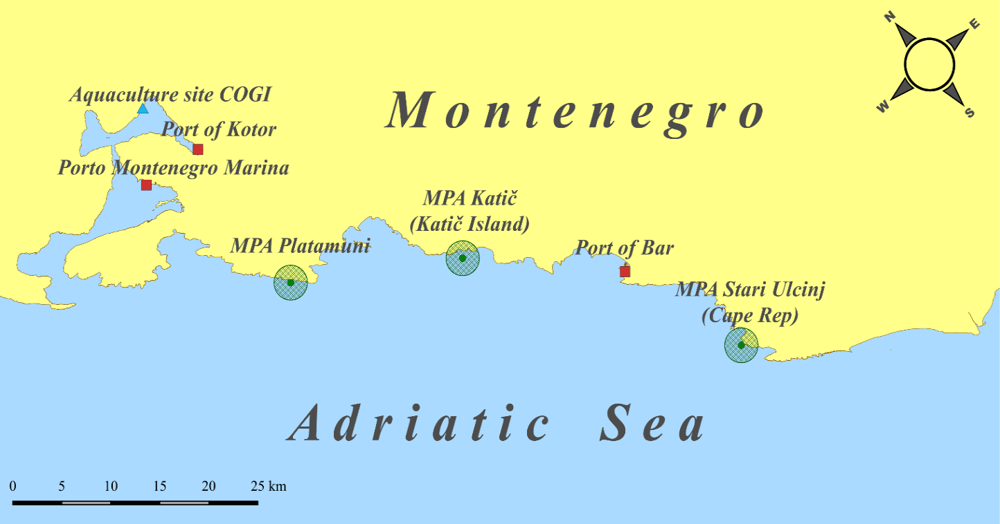 N
E
W
S
Montenegro
Aquaculture site COGI
Port of Kotor
Porto Montenegro Marina
MPA Katič
(Katič Island)
MPA Platamuni
Port of Bar
MPA Stari Ulcinj
(Cape Rep)
Adriatic Sea
0 5 10 15 20 25 km